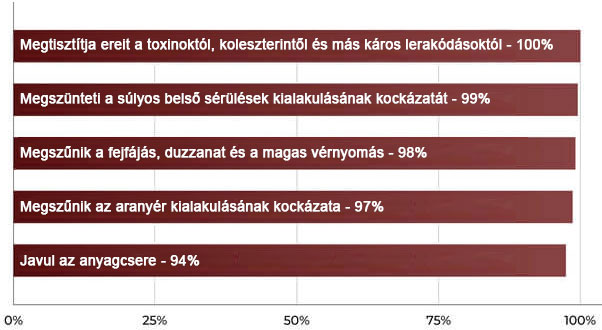 Megtisztítja ereit a toxinoktól, koleszterintől és más káros lerakódásoktól - 100%
Megszünteti a súlyos belső sérülések kialakulásának kockázatát - 99%
Megszűnik a fejfájás, duzzanat és a magas vérnyomás - 98%
Megszűnik az aranyér kialakulásának kockázata - 97%
Javul az anyagcsere - 94%
0% 25% 50% 75% 100%